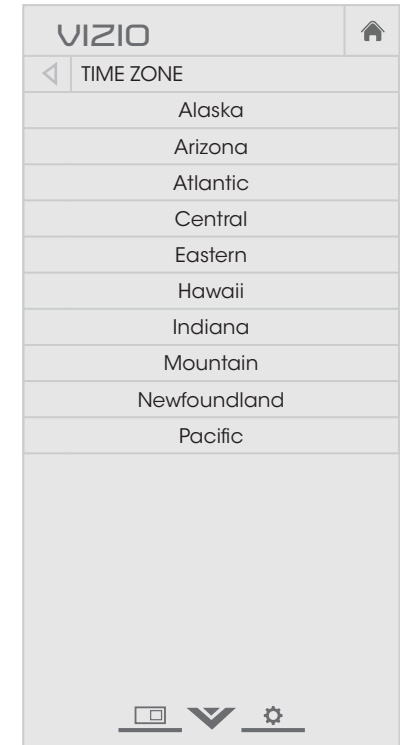 VIZIO
TIME ZONE
Alaska
Arizona
Atlantic
Central
Eastern
Hawaii
Indiana
Mountain
Newfoundland
Pacific